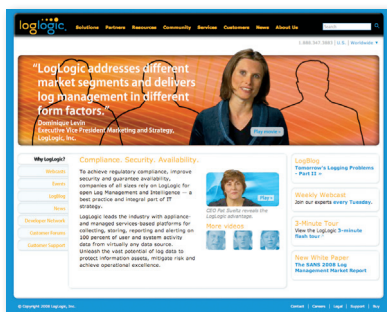 loglogic
Solutions Partners Resources Community Services Customers News About Us
U.S. | Worldwide
"LogLogic addresses different
market segments and delivers
log management in different
form factors."
Dominique Levin
Executive Vice President Marketing and Strategy,
LogLogic, Inc.
Play movie
Why LogLogic?
Webcasts
Events
LogBlog
News
Developer Network
Customer Forums
Customer Support
Compliance. Security. Availability.
To achieve regulatory compliance, improve
security and guarantee availability,
companies of all sizes rely on LogLogic for
open Log Management and Intelligence — a
best practice and integral part of IT
strategy.
LogLogic leads the industry with appliance-
and managed services-based platforms for
collecting, storing, reporting and alerting on
100 percent of user and system activity
data from virtually any data source.
Unleash the vast potential of log data to
protect information assets, mitigate risk and
achieve operational excellence.
Play
CEO Pat Sueltz reveals the
LogLogic advantage.
More videos
LogBlog
Tomorrow's Logging Problems
- Part II »
Weekly Webcast
Join our experts every Tuesday.
3-Minute Tour
View the LogLogic 3-minute
flash tour
New White Paper
The SANS 2008 Log
Management Market Report
© Copyright 2008 LogLogic, Inc.
Contact | Careers | Legal | Support | Buy